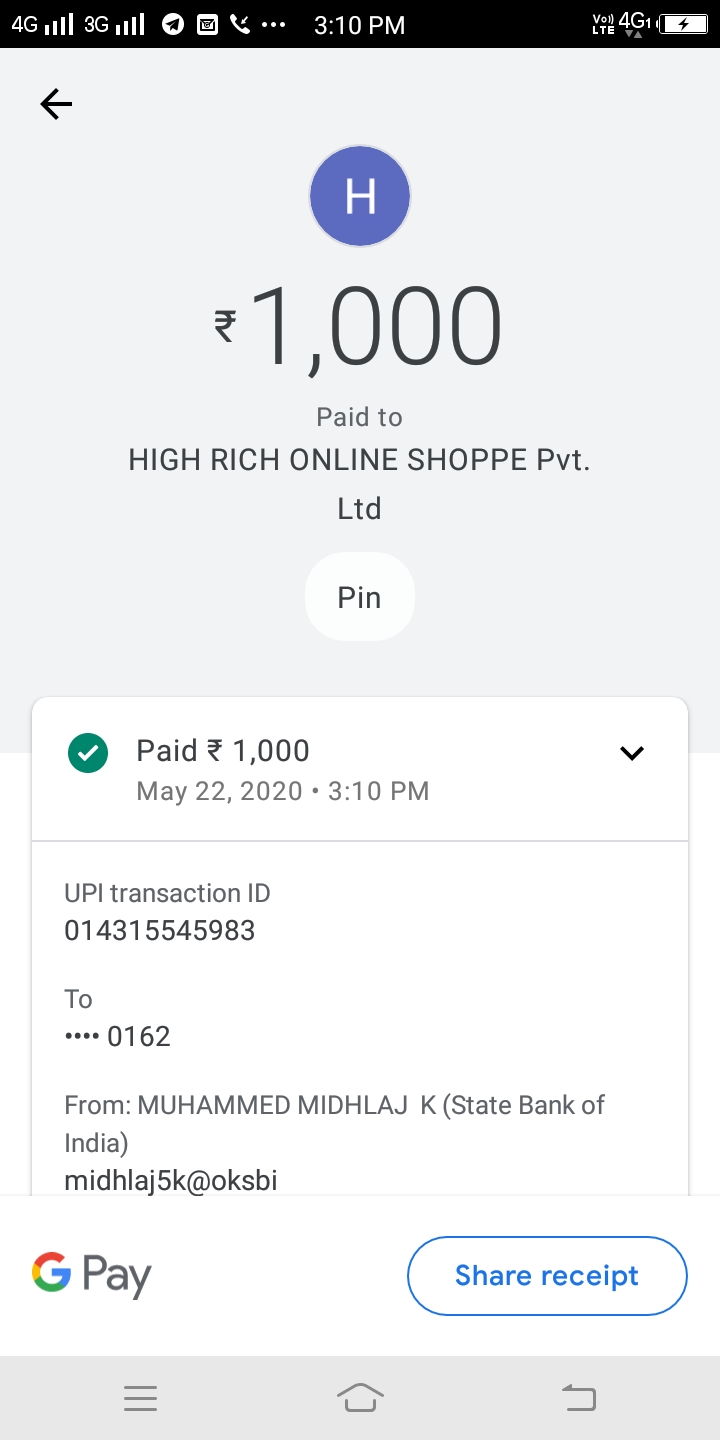 4G 3G 3:10 PM Vo)) LTE 4G1
H
₹1,000
Paid to
HIGH RICH ONLINE SHOPPE Pvt.
Ltd
Pin
Paid ₹ 1,000
May 22, 2020 • 3:10 PM
UPI transaction ID
014315545983
To
•••• 0162
From: MUHAMMED MIDHLAJ  K (State Bank of
India)
midhlaj5k@oksbi
G Pay
Share receipt